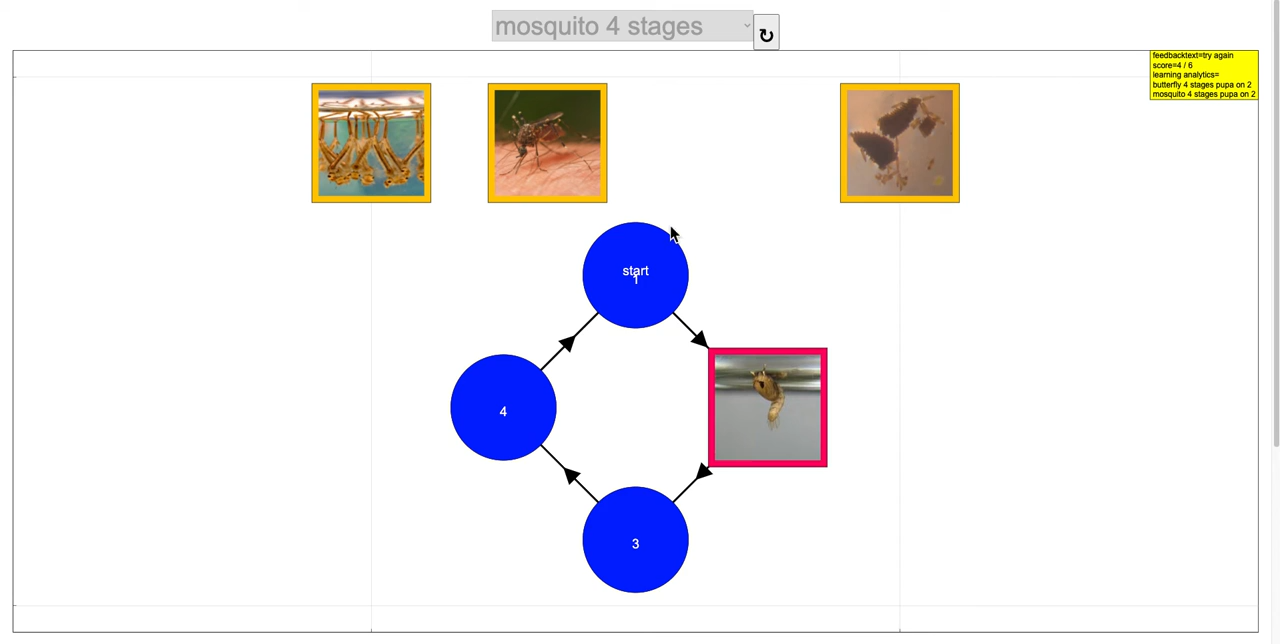 mosquito 4 stages
↻
feedbacktext=try again
score=4 / 6
learning analytics=
butterfly 4 stages pupa on 2
mosquito 4 stages pupa on 2
start
1
4
3